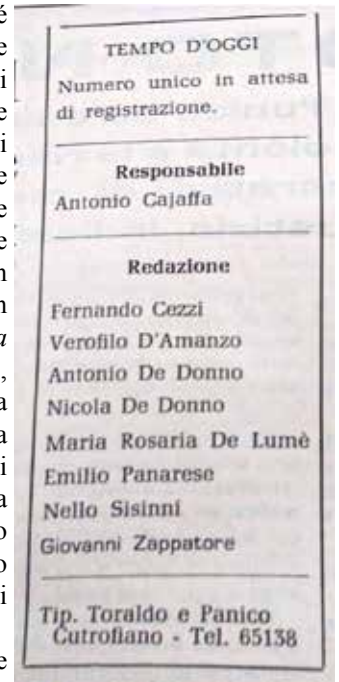 é
e
i
e
i
e
e
e
n
n
a
,
a
a
i
a
o
o
i
e
TEMPO D'OGGI
Numero unico in attesa
di registrazione.
Responsabile
Antonio Cajaffa
Redazione
Fernando Cezzi
Verofilo D'Amanzo
Antonio De Donno
Nicola De Donno
Maria Rosaria De Lumè
Emilio Panarese
Nello Sisinni
Giovanni Zappatore
Tip. Toraldo e Panico
Cutrofiano - Tel. 65138